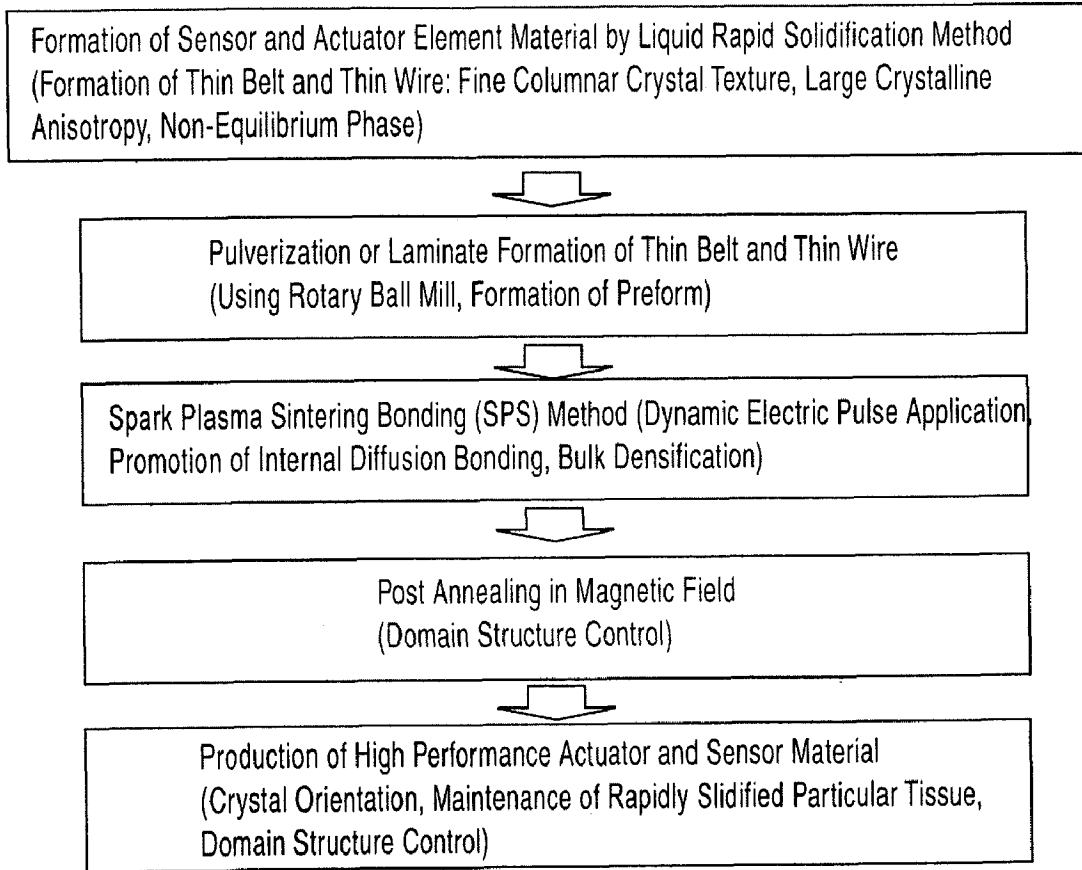 Formation of Sensor and Actuator Element Material by Liquid Rapid Solidification Method
(Formation of Thin Belt and Thin Wire: Fine Columnar Crystal Texture, Large Crystalline
Anisotropy, Non-Equilibrium Phase)
Pulverization or Laminate Formation of Thin Belt and Thin Wire
(Using Rotary Ball Mill, Formation of Preform)
Spark Plasma Sintering Bonding (SPS) Method (Dynamic Electric Pulse Application,
Promotion of Internal Diffusion Bonding, Bulk Densification)
Post Annealing in Magnetic Field
(Domain Structure Control)
Production of High Performance Actuator and Sensor Material
(Crystal Orientation, Maintenance of Rapidly Slidified Particular Tissue,
Domain Structure Control)